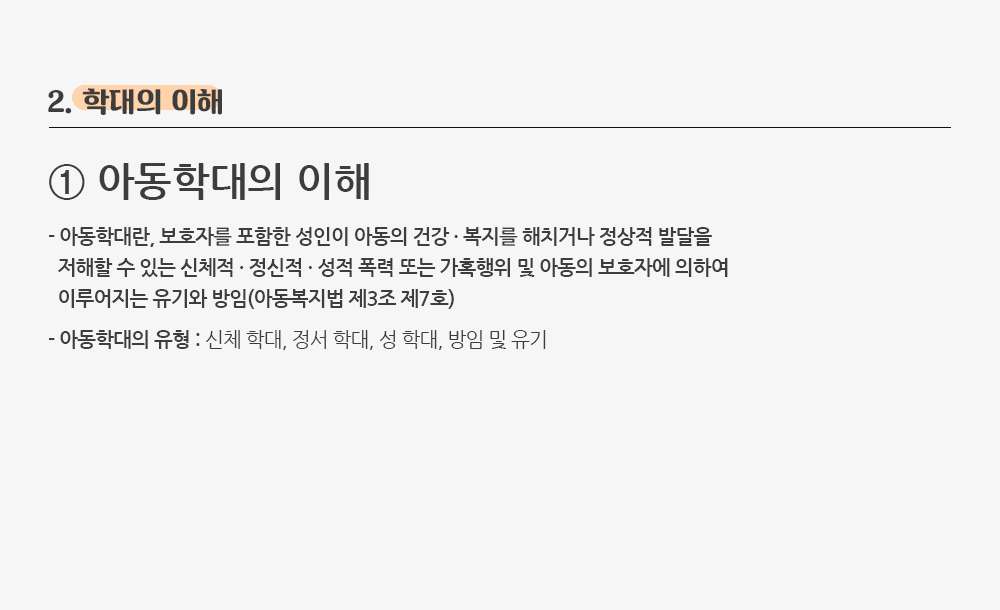 2. 학대의 이해
① 아동학대의 이해
- 아동학대란, 보호자를 포함한 성인이 아동의 건강 · 복지를 해치거나 정상적 발달을
저해할 수 있는 신체적 · 정신적 · 성적 폭력 또는 가혹행위 및 아동의 보호자에 의하여
이루어지는 유기와 방임(아동복지법 제3조 제7호)
- 아동학대의 유형 : 신체 학대, 정서 학대, 성 학대, 방임 및 유기